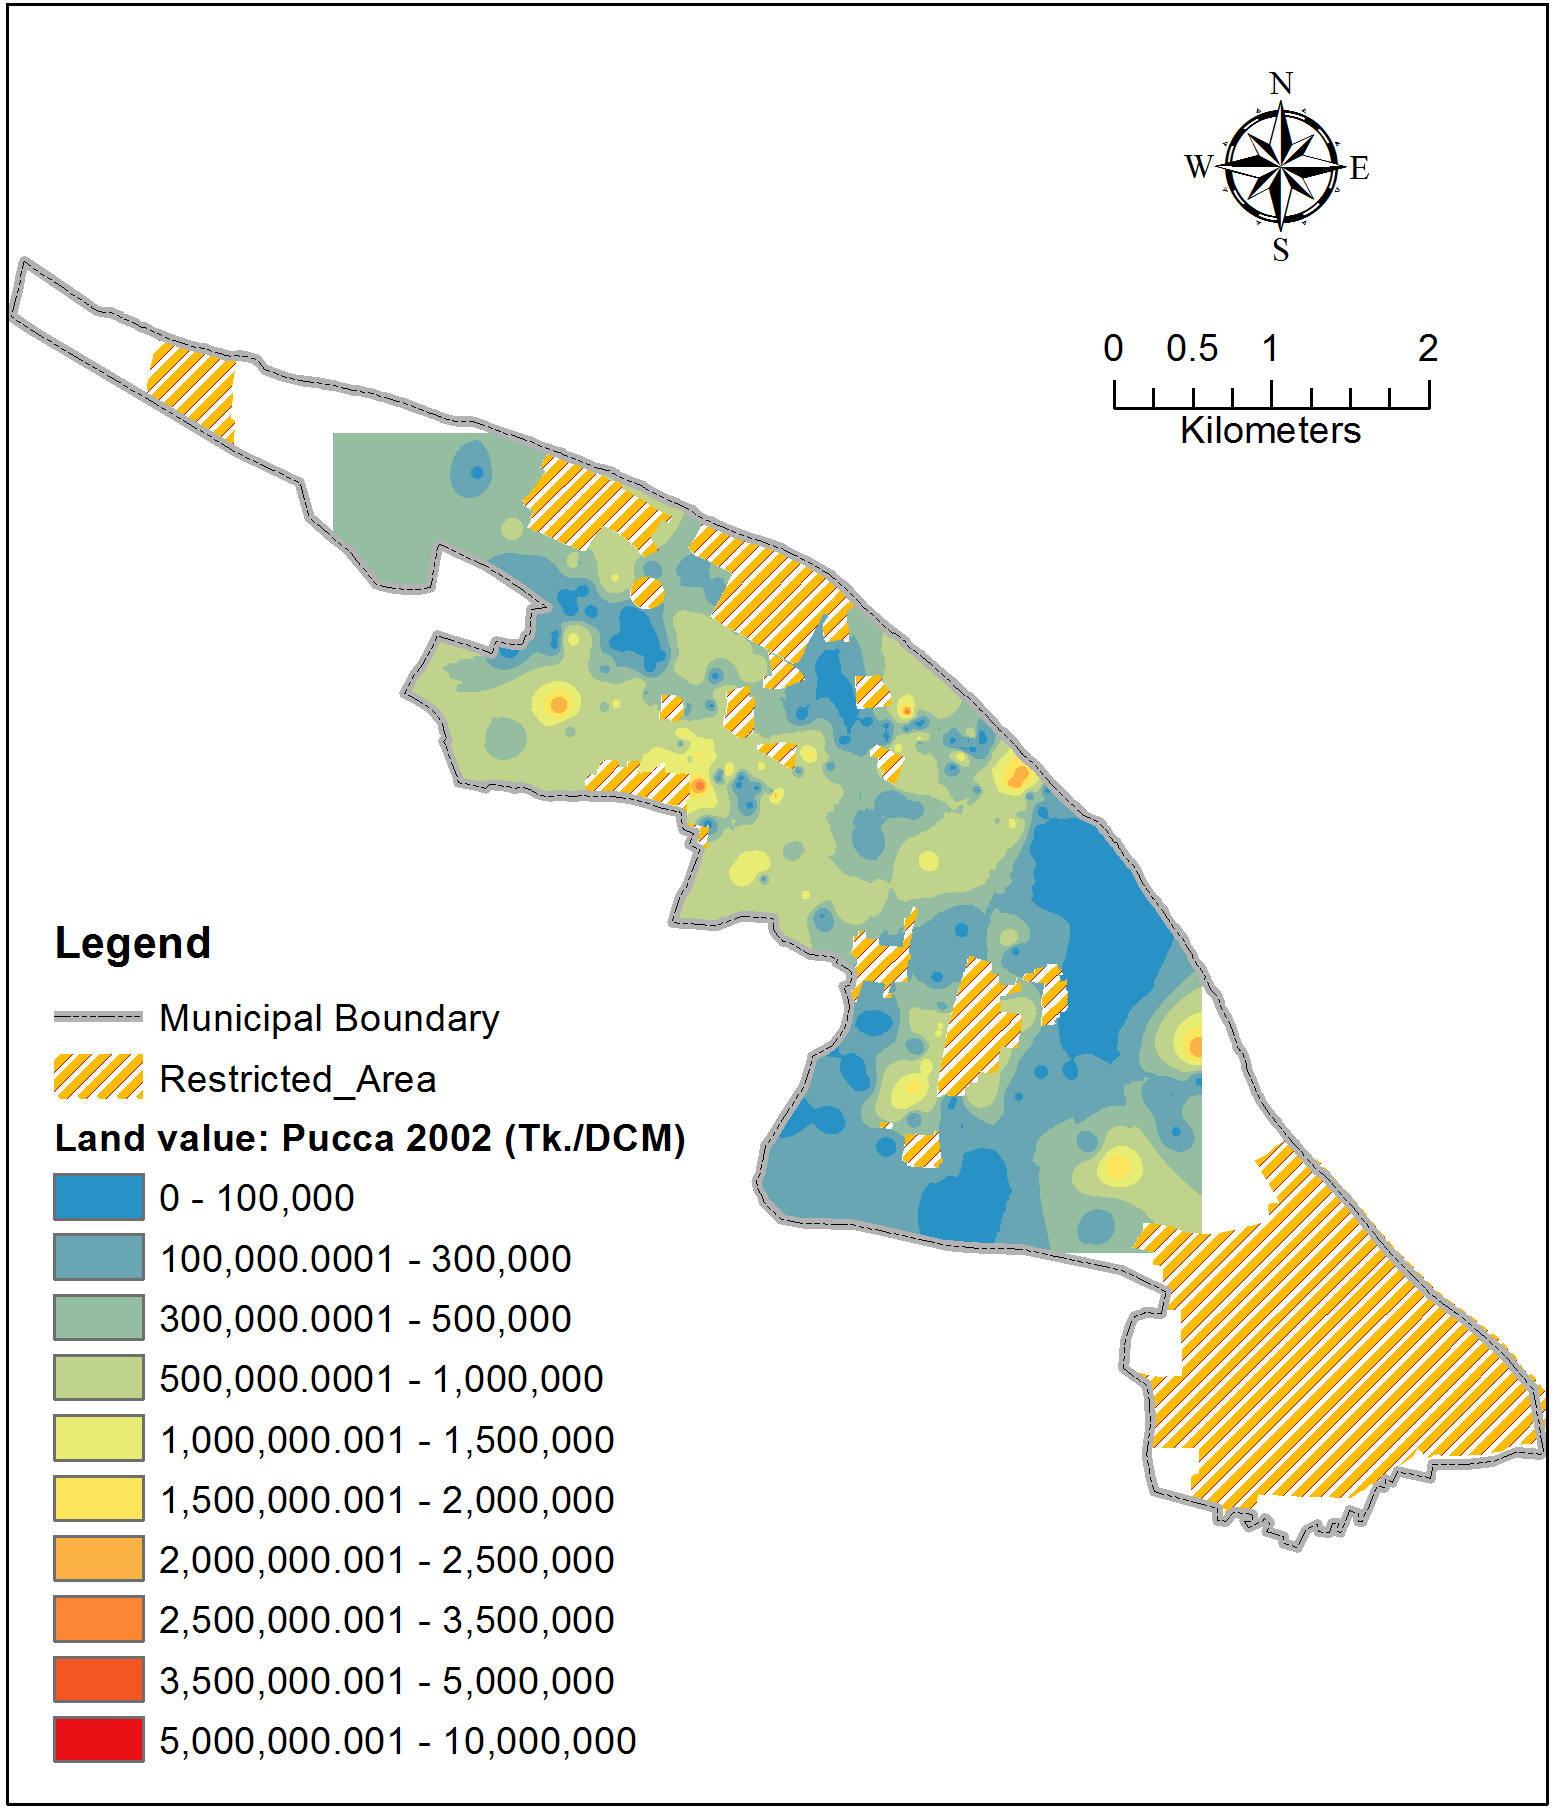 N
W E
S
0 0.5 1 2
Kilometers
Legend
Municipal Boundary
Restricted_Area
Land value: Pucca 2002 (Tk./DCM)
0 - 100,000
100,000.0001 - 300,000
300,000.0001 - 500,000
500,000.0001 - 1,000,000
1,000,000.001 - 1,500,000
1,500,000.001 - 2,000,000
2,000,000.001 - 2,500,000
2,500,000.001 - 3,500,000
3,500,000.001 - 5,000,000
5,000,000.001 - 10,000,000